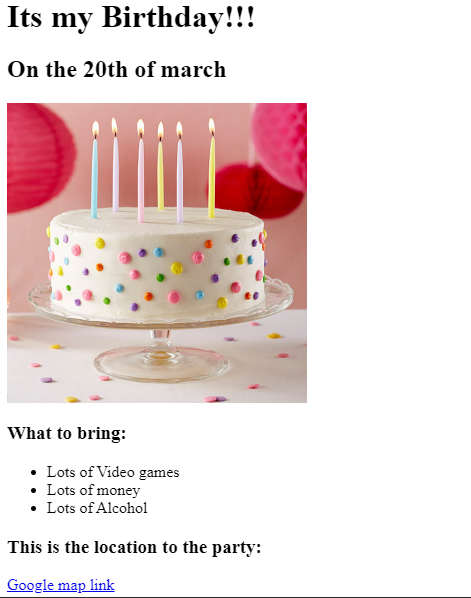 Its my Birthday!!!
On the 20th of march
What to bring:
Lots of Video games
Lots of money
Lots of Alcohol
This is the location to the party:
Google map link